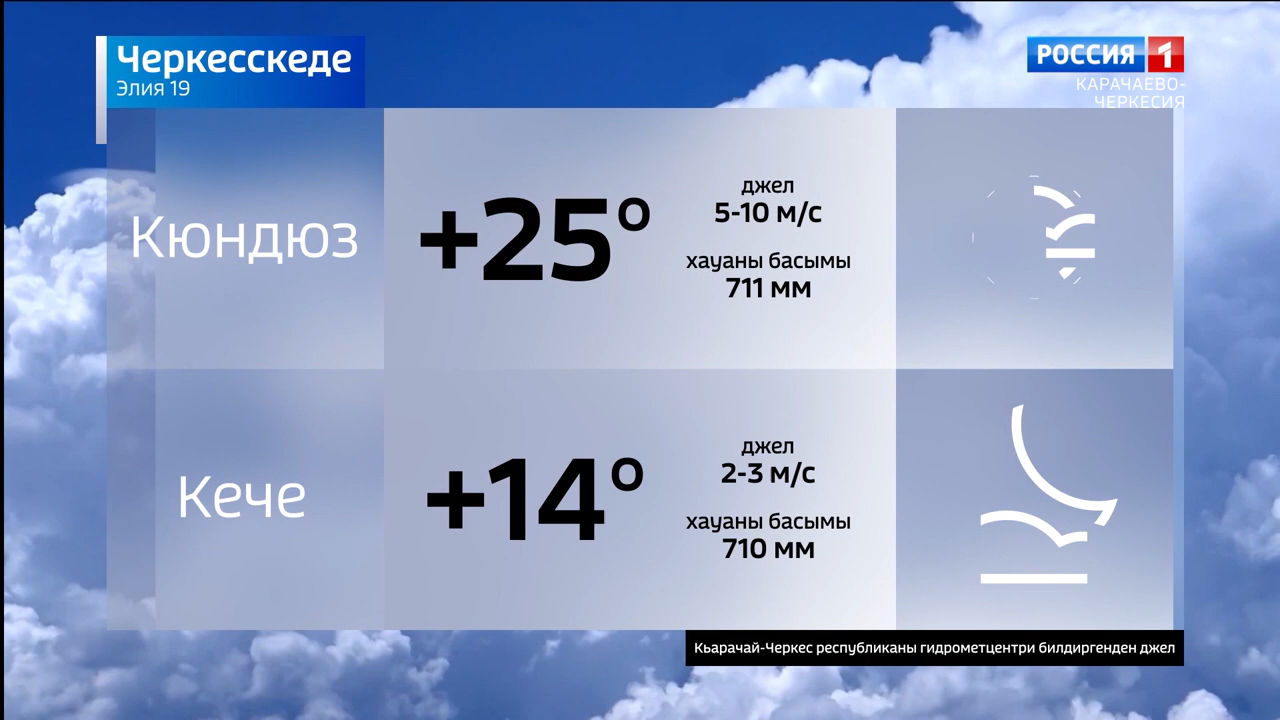 Черкесскеде
Элия 19
РОССИЯ 1
КАРАЧАЕВО-
ЧЕРКЕСИЯ
Кюндюз
+25°
джел
5-10 м/с
хауаны басымы
711 мм
Кече
+14°
джел
2-3 м/с
хауаны басымы
710 мм
Кьарачай-Черкес республиканы гидрометцентри билдиргенден джел